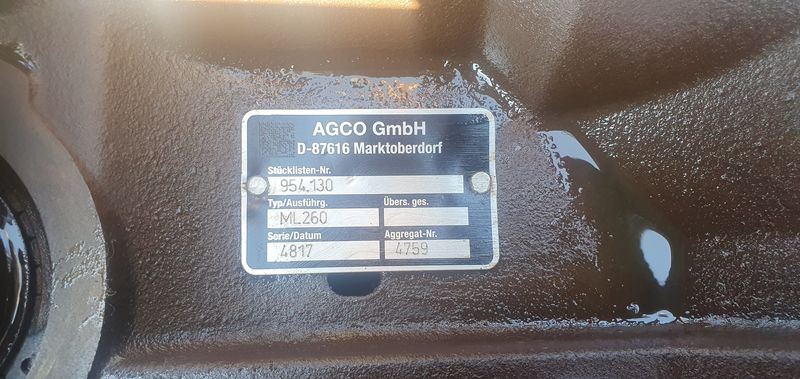 AGCO GmbH
D-87616 Marktoberdorf
Stücklisten-Nr.
954.130
Typ/Ausführg. Übers. ges.
ML260
Serie/Datum Aggregat-Nr.
4817 4759